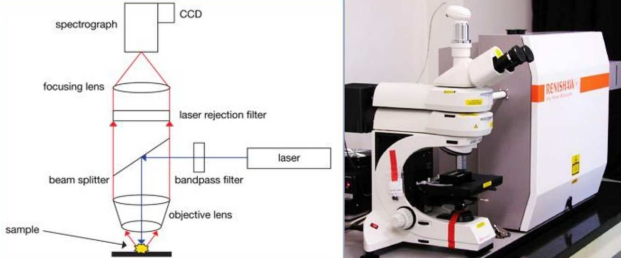 CCD
spectrograph
focusing lens
laser rejection filter
laser
beam splitter
bandpass filter
objective lens
sample
RENISHAW